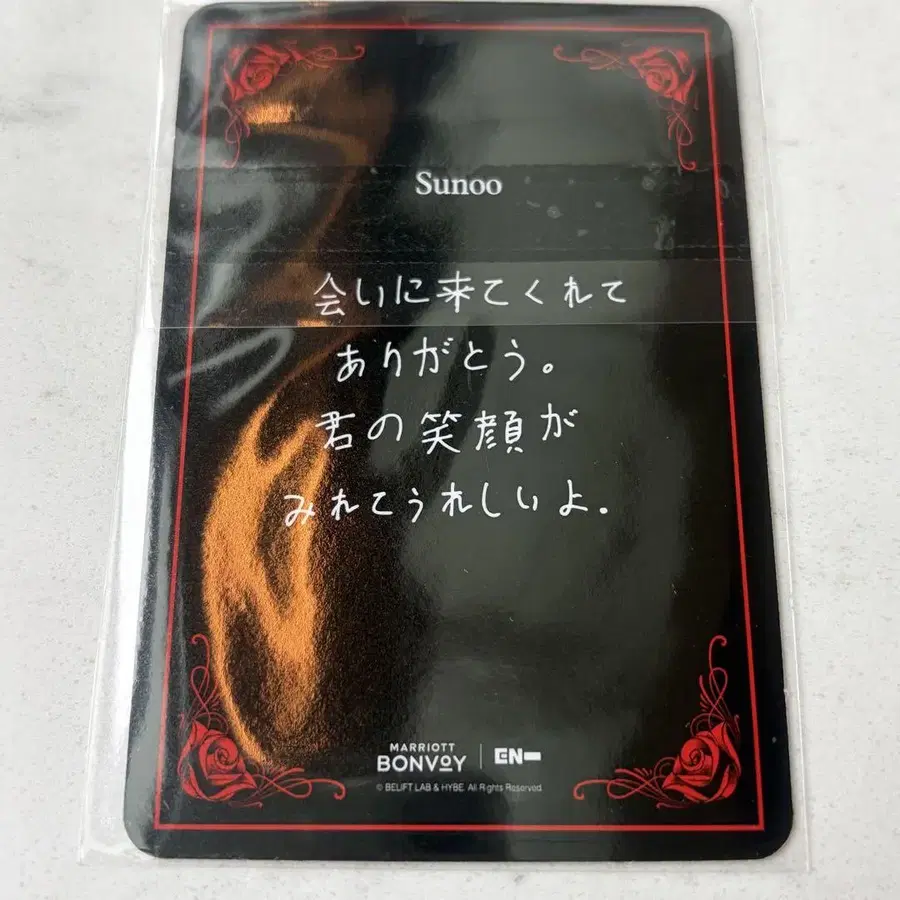 Sunoo
会いに来てくれて
ありがとう。
君の笑顔が
みれてうれしいよ.
MARRIOTT
BONVOY
EN-
© BELIFT LAB & HYBE. All Rights Reserved.